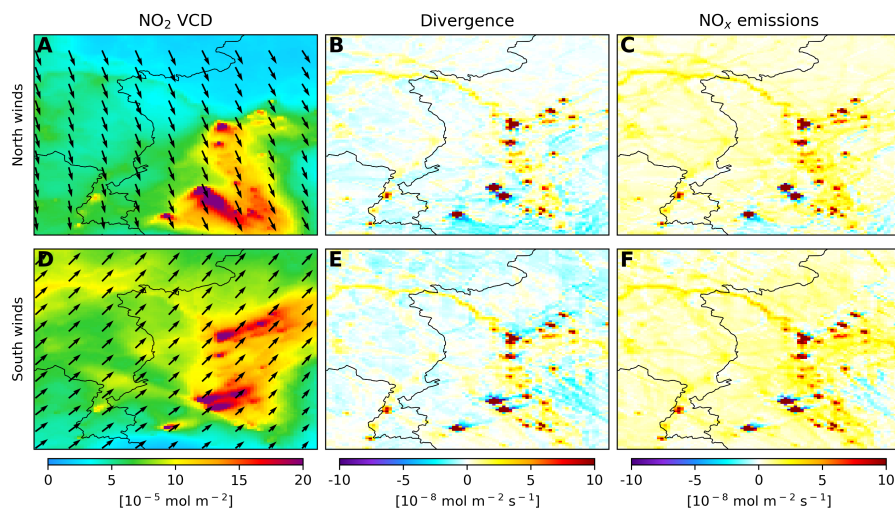 NO₂ VCD
Divergence
NOₓ emissions
North winds
A
B
C
South winds
D
E
F
0 5 10 15 20
-10 -5 0 5 10
-10 -5 0 5 10
[10⁻⁵ mol m⁻²]
[10⁻⁸ mol m⁻² s⁻¹]
[10⁻⁸ mol m⁻² s⁻¹]